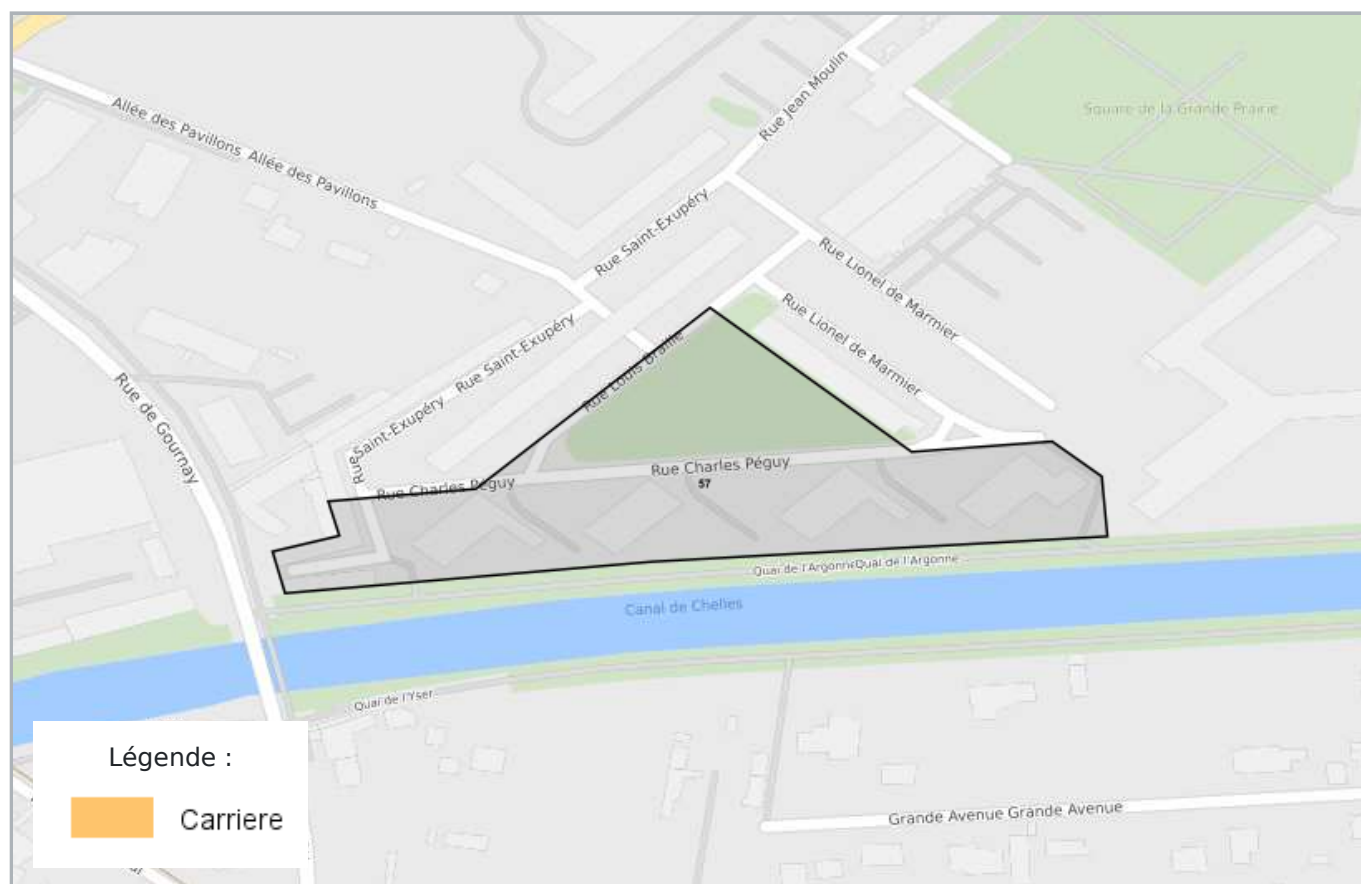 Allée des Pavillons
Allée des Pavillons
Rue Jean Moulin
Square de la Grande Prairie
Rue Saint-Exupéry
Rue Lionel de Marmier
Rue Lionel de Marmier
Rue Saint-Exupéry
Rue Louis Braille
Rue de Gournay
Rue Saint-Exupéry
Rue Charles Péguy
Rue Charles Péguy
57
Quai de l'Argonne
Quai de l'Argonne
Canal de Chelles
Quai de l'Yser
Légende :
Carriere
Grande Avenue
Grande Avenue